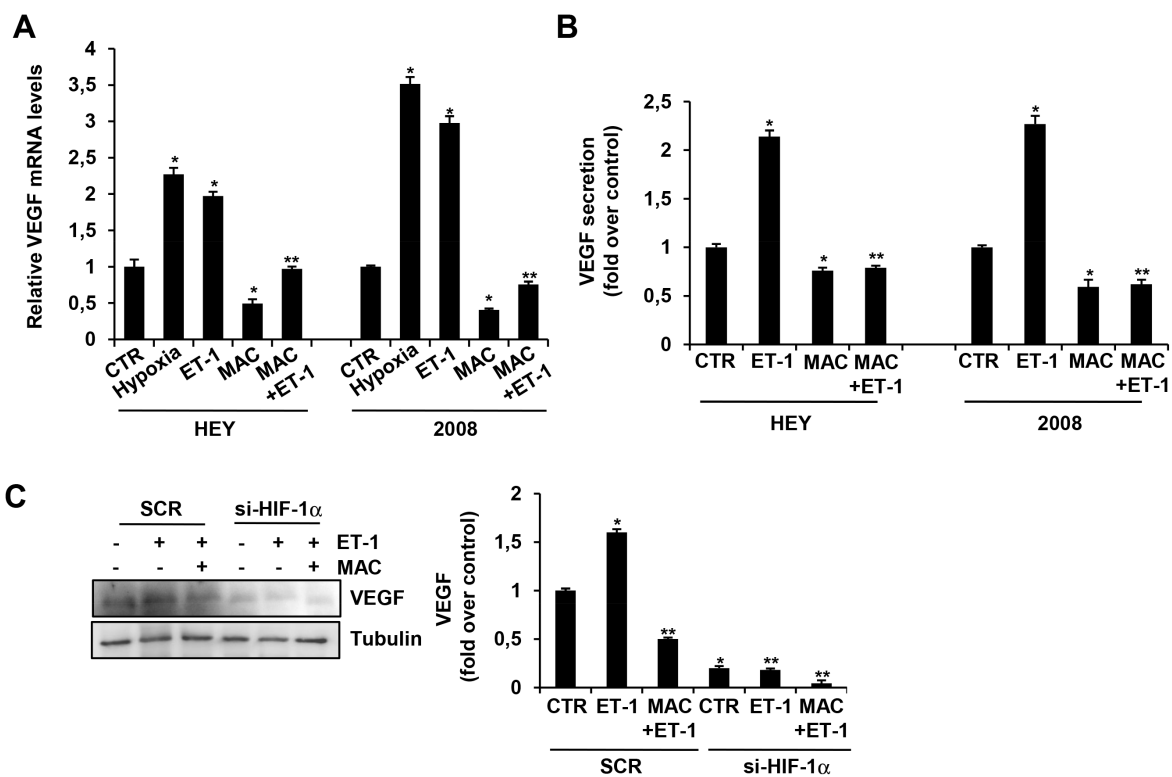 A
Relative VEGF mRNA levels
4
3,5
3
2,5
2
1,5
1
0,5
0
* * * ** * * * **
CTR Hypoxia ET-1 MAC MAC +ET-1 CTR Hypoxia ET-1 MAC MAC +ET-1
HEY 2008
B
VEGF secretion
(fold over control)
2,5
2
1,5
1
0,5
0
* * ** * * **
CTR ET-1 MAC MAC +ET-1 CTR ET-1 MAC MAC +ET-1
HEY 2008
C
SCR si-HIF-1α
- + + - + + ET-1
- - + - - + MAC
VEGF
Tubulin
VEGF
(fold over control)
2
1,5
1
0,5
0
* ** * ** **
CTR ET-1 MAC +ET-1 CTR ET-1 MAC +ET-1
SCR si-HIF-1α